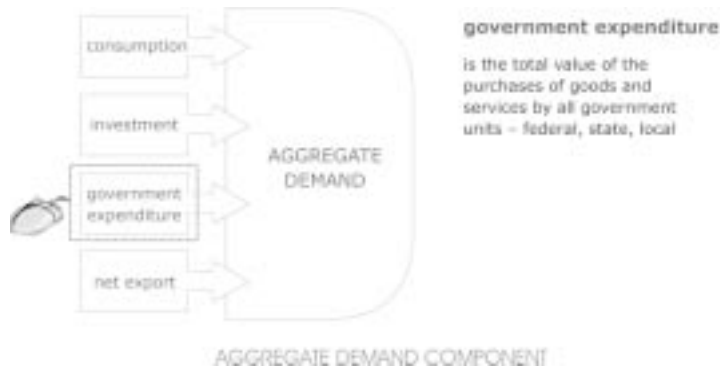 consumption
investment
government
expenditure
net export
AGGREGATE
DEMAND
government expenditure
is the total value of the
purchases of goods and
services by all government
units – federal, state, local
AGGREGATE DEMAND COMPONENT